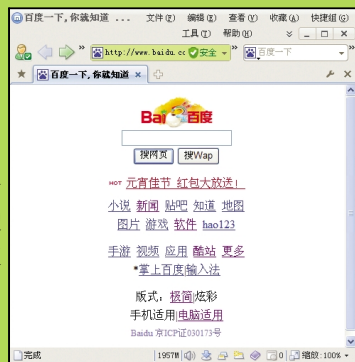 百度一下,你就知道 ... 文件(F) 编辑(E) 查看(V) 收藏(A) 快捷组(G)
工具(T) 帮助(H)
http://www.baidu.cc 安全 百度一下
百度一下,你就知道
Bai 百度
搜网页 搜Wap
HOT 元宵佳节 红包大放送!
小说 新闻 贴吧 知道 地图
图片 游戏 软件 hao123
手游 视频 应用 酷站 更多
*掌上百度|输入法
版式:极简|炫彩
手机适用|电脑适用
Baidu 京ICP证030173号
完成 1957M 0 缩放:100%